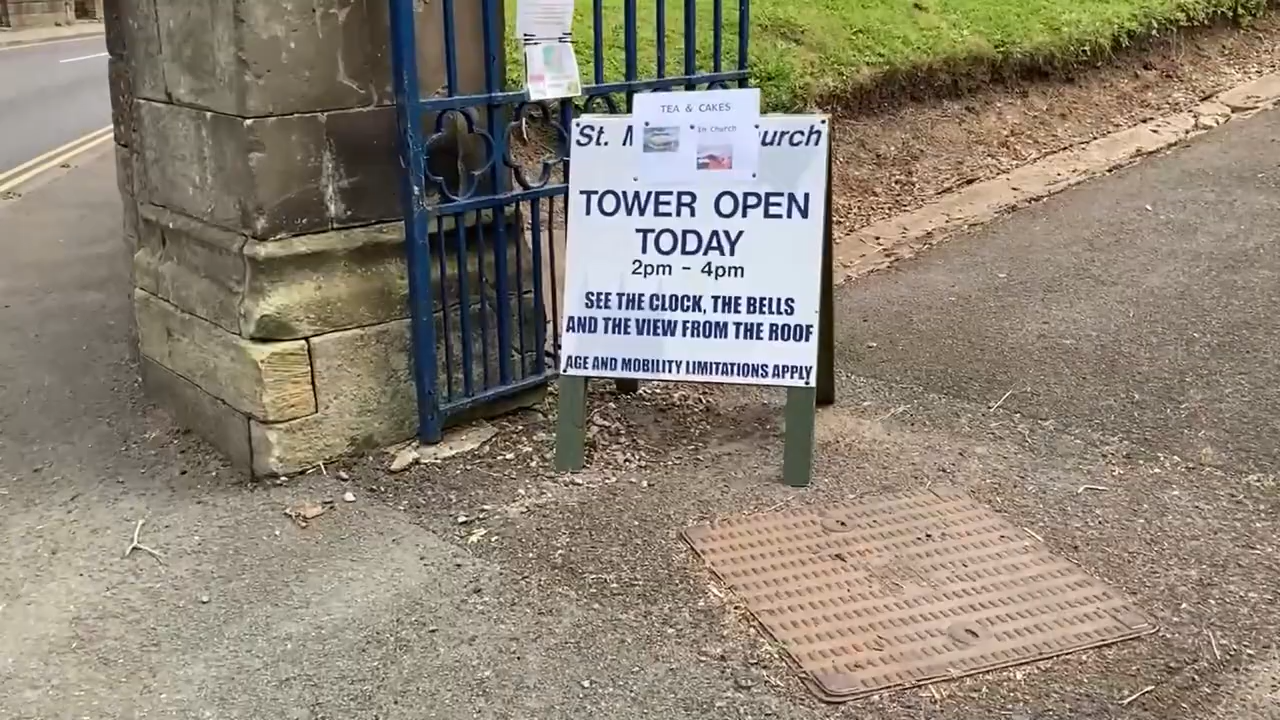 TEA & CAKES
In Church
St. urch
TOWER OPEN
TODAY
2pm - 4pm
SEE THE CLOCK, THE BELLS
AND THE VIEW FROM THE ROOF
AGE AND MOBILITY LIMITATIONS APPLY